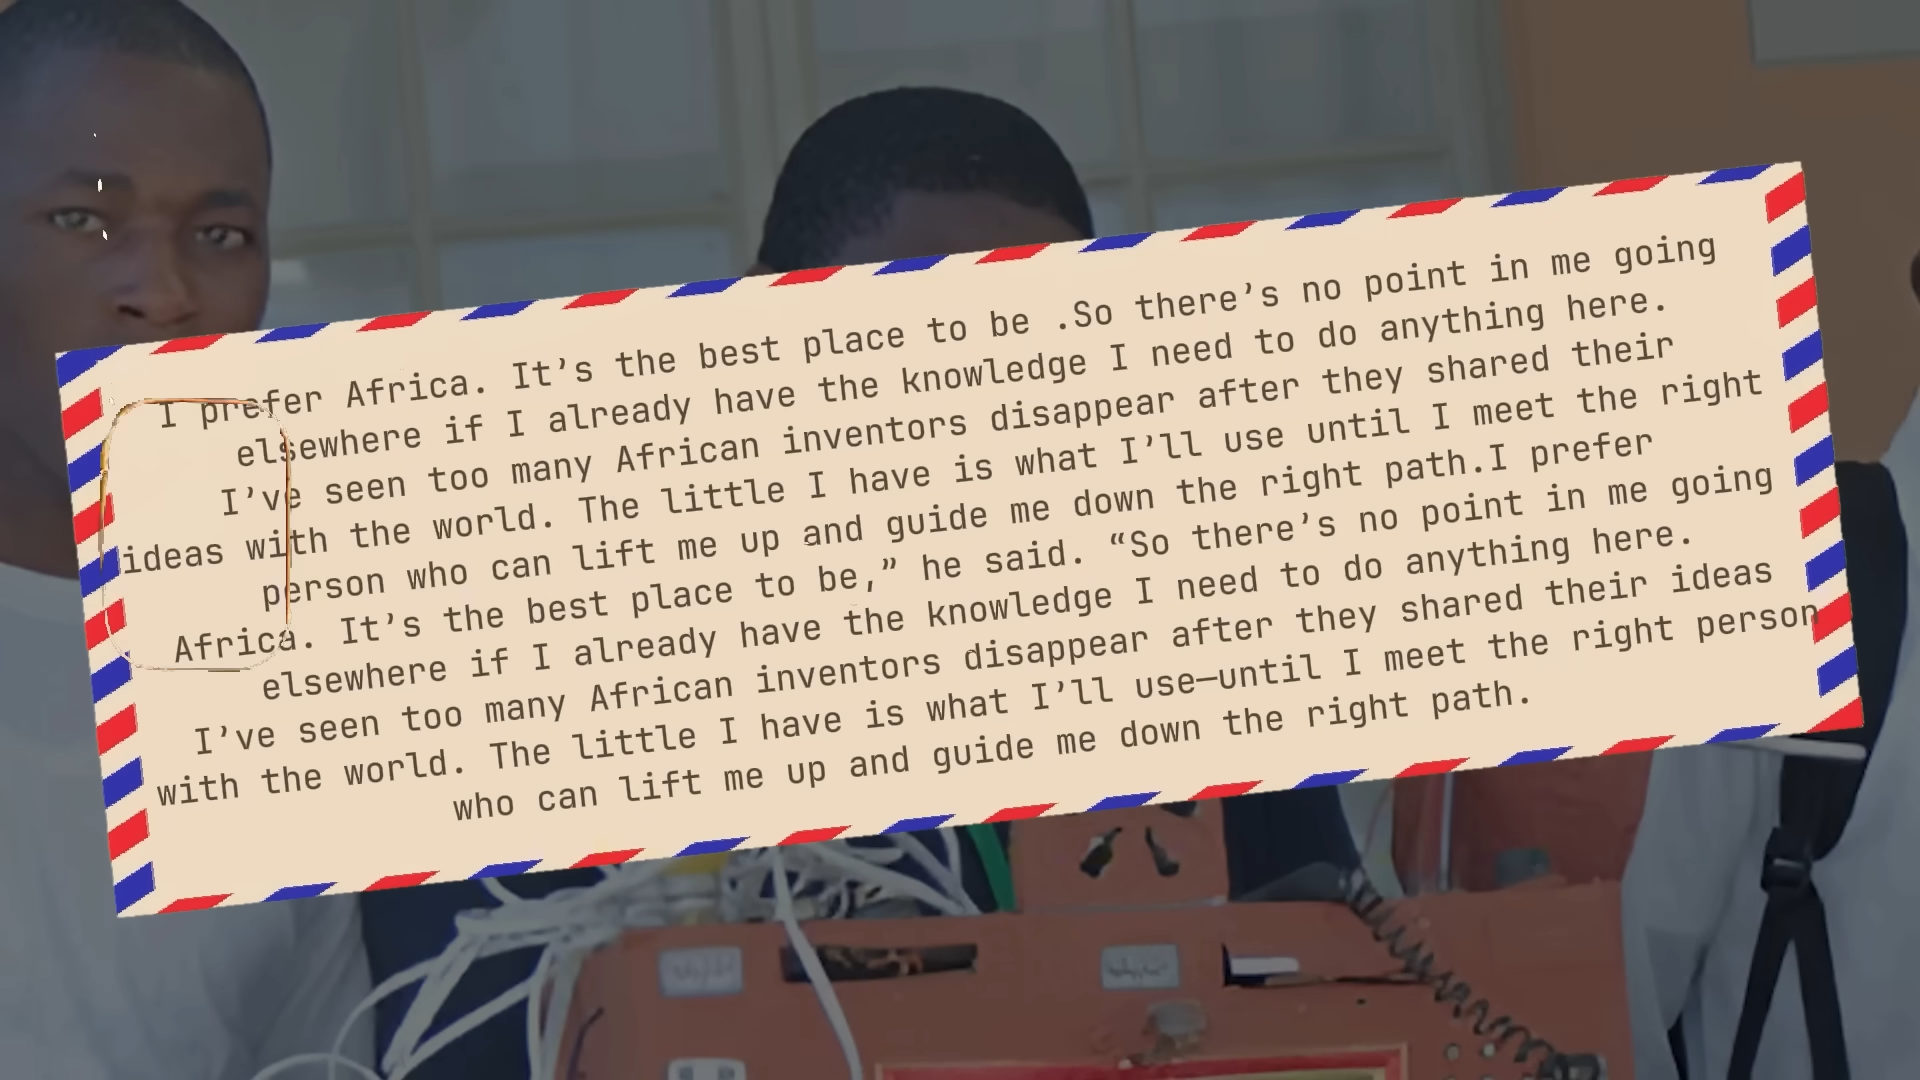 I prefer Africa. It’s the best place to be .So there’s no point in me going
elsewhere if I already have the knowledge I need to do anything here.
I’ve seen too many African inventors disappear after they shared their
ideas with the world. The little I have is what I’ll use until I meet the right
person who can lift me up and guide me down the right path.I prefer
Africa. It’s the best place to be,” he said. “So there’s no point in me going
elsewhere if I already have the knowledge I need to do anything here.
I’ve seen too many African inventors disappear after they shared their ideas
with the world. The little I have is what I’ll use—until I meet the right person
who can lift me up and guide me down the right path.